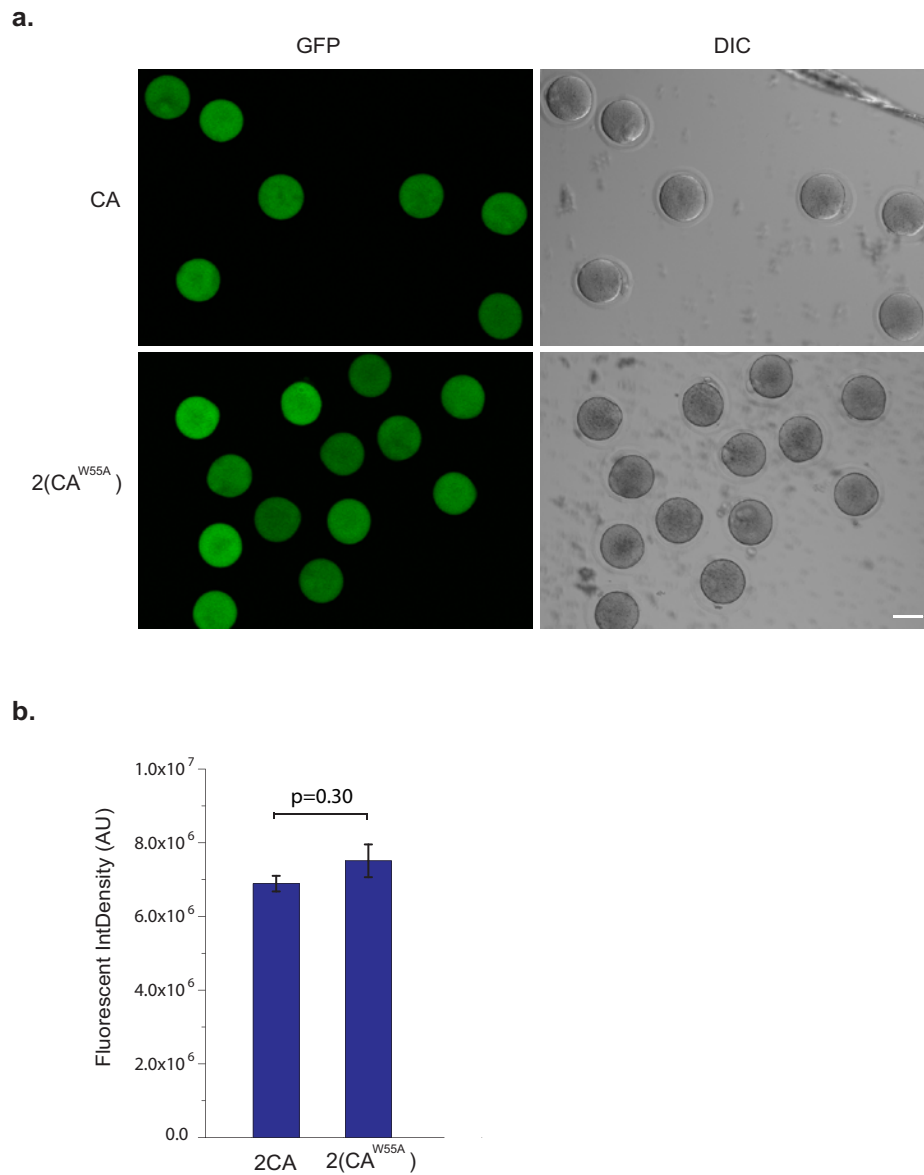 a.
GFP DIC
CA
2(CA^W55A )
b.
1.0x10^7
p=0.30
8.0x10^6
6.0x10^6
4.0x10^6
2.0x10^6
0.0
Fluorescent IntDensity (AU)
2CA 2(CA^W55A )